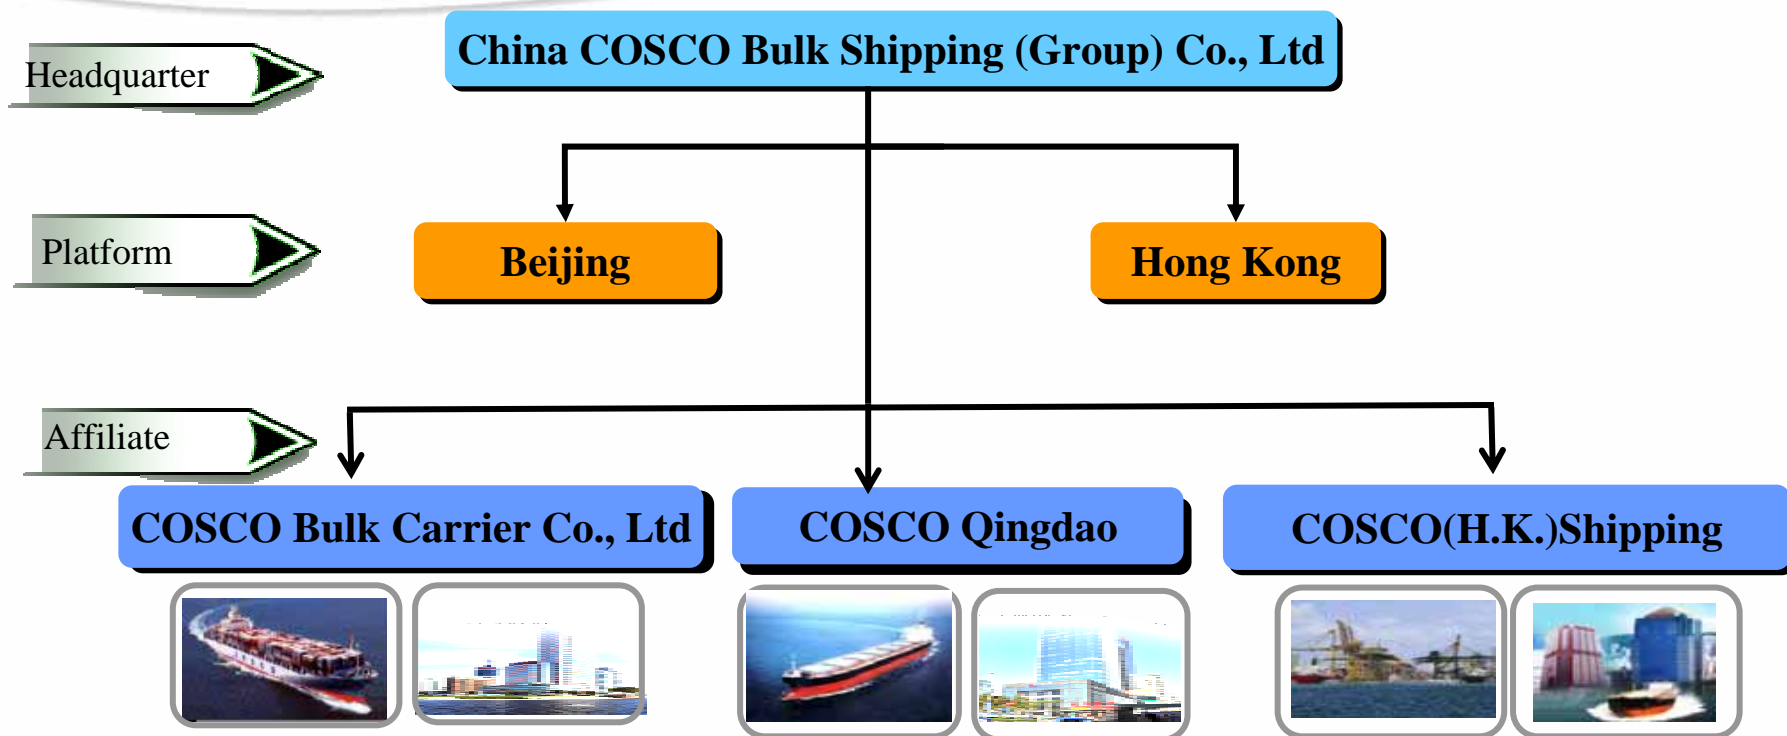 China COSCO Bulk Shipping (Group) Co., Ltd
Headquarter
Platform
Beijing
Hong Kong
Affiliate
COSCO Bulk Carrier Co., Ltd
COSCO Qingdao
COSCO(H.K.)Shipping